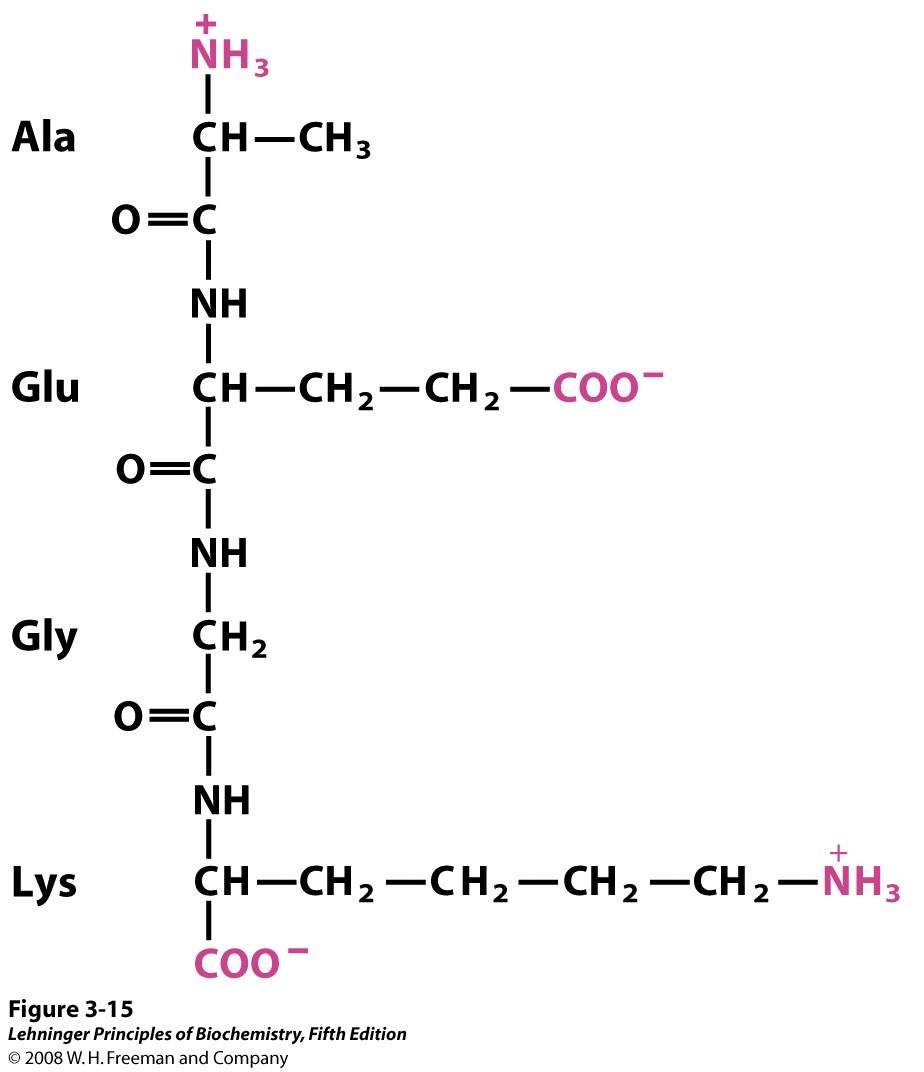 +
NH3
Ala CH—CH3
O=C
NH
Glu CH—CH2—CH2—COO−
O=C
NH
Gly CH2
O=C
NH
+
Lys CH—CH2—CH2—CH2—CH2—NH3
COO−
Figure 3-15
Lehninger Principles of Biochemistry, Fifth Edition
© 2008 W. H. Freeman and Company